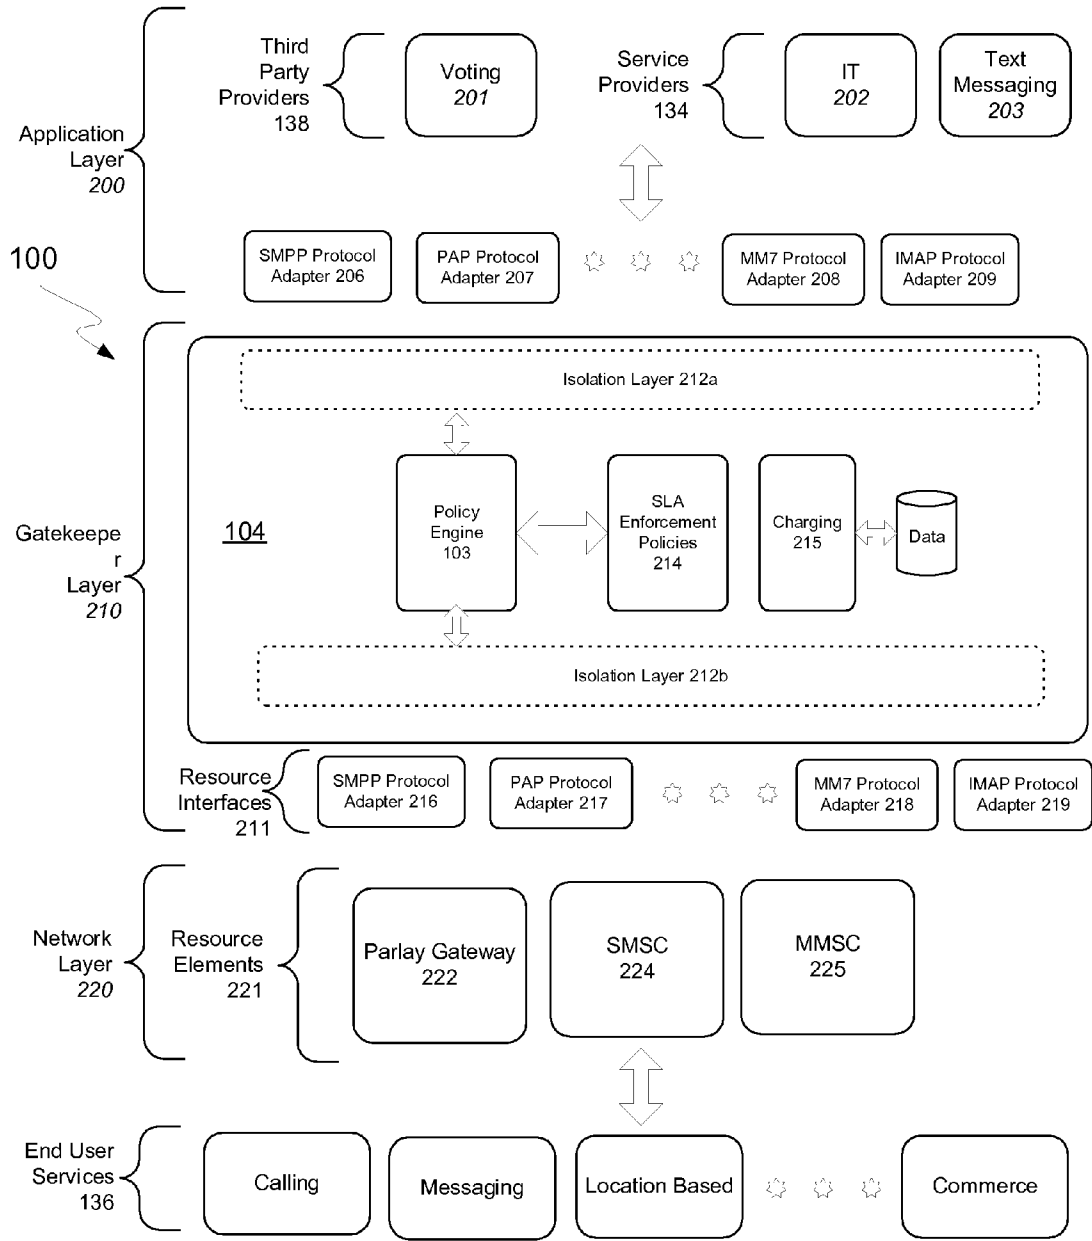 Third
Party
Providers
138
Voting
201
Service
Providers
134
IT
202
Text
Messaging
203
Application
Layer
200
SMPP Protocol
Adapter 206
PAP Protocol
Adapter 207
MM7 Protocol
Adapter 208
IMAP Protocol
Adapter 209
100
Isolation Layer 212a
104
Policy
Engine
103
SLA
Enforcement
Policies
214
Charging
215
Data
Gatekeepe
r
Layer
210
Isolation Layer 212b
Resource
Interfaces
211
SMPP Protocol
Adapter 216
PAP Protocol
Adapter 217
MM7 Protocol
Adapter 218
IMAP Protocol
Adapter 219
Network
Layer
220
Resource
Elements
221
Parlay Gateway
222
SMSC
224
MMSC
225
End User
Services
136
Calling
Messaging
Location Based
Commerce